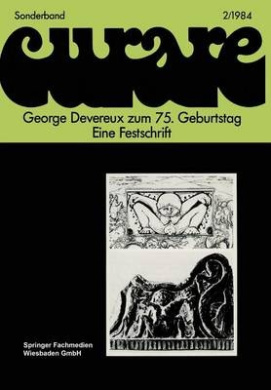 Sonderband 2/1984
curare
George Devereux zum 75. Geburtstag
Eine Festschrift
Springer Fachmedien
Wiesbaden GmbH